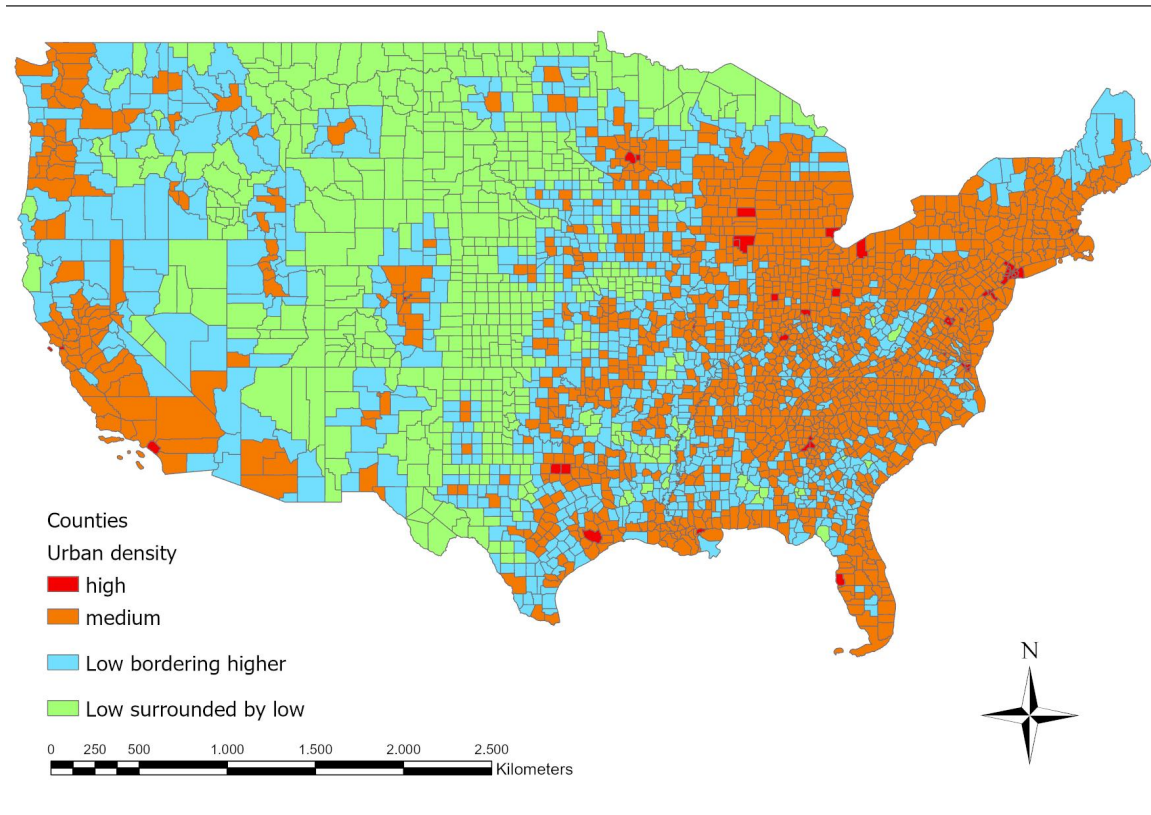 Counties
Urban density
high
medium
Low bordering higher
Low surrounded by low
0 250 500 1.000 1.500 2.000 2.500
Kilometers
N